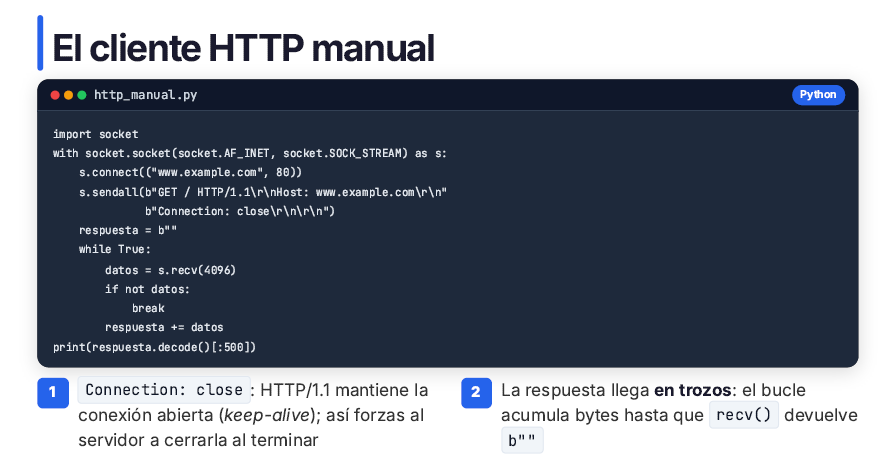 El cliente HTTP manual
http_manual.py
Python
import socket
with socket.socket(socket.AF_INET, socket.SOCK_STREAM) as s:
    s.connect(("www.example.com", 80))
    s.sendall(b"GET / HTTP/1.1\r\nHost: www.example.com\r\n"
              b"Connection: close\r\n\r\n")
    respuesta = b""
    while True:
        datos = s.recv(4096)
        if not datos:
            break
        respuesta += datos
print(respuesta.decode()[:500])
1
Connection: close: HTTP/1.1 mantiene la
conexión abierta (keep-alive); así forzas al
servidor a cerrarla al terminar
2
La respuesta llega en trozos: el bucle
acumula bytes hasta que recv() devuelve
b""